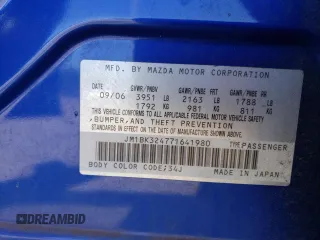 MFD. BY MAZDA MOTOR CORPORATION
GVWR/PNBV GAWR/PNBE FRT GAWR/PNBE RR
09/06 3951 LB 2163 LB 1788 LB
1792 KG 981 KG 811 KG
THIS VEHICLE CONFORMS TO ALL APPLICABLE FEDERAL MOTOR VEHICLE SAFETY
, BUMPER, AND THEFT PREVENTION
STANDARDS IN EFFECT ON THE DATE OF MANUFACTURE SHOWN ABOVE.
JM1BK324771641980 TYPE:PASSENGER
BODY COLOR CODE:34J MADE IN JAPAN
DREAMBID